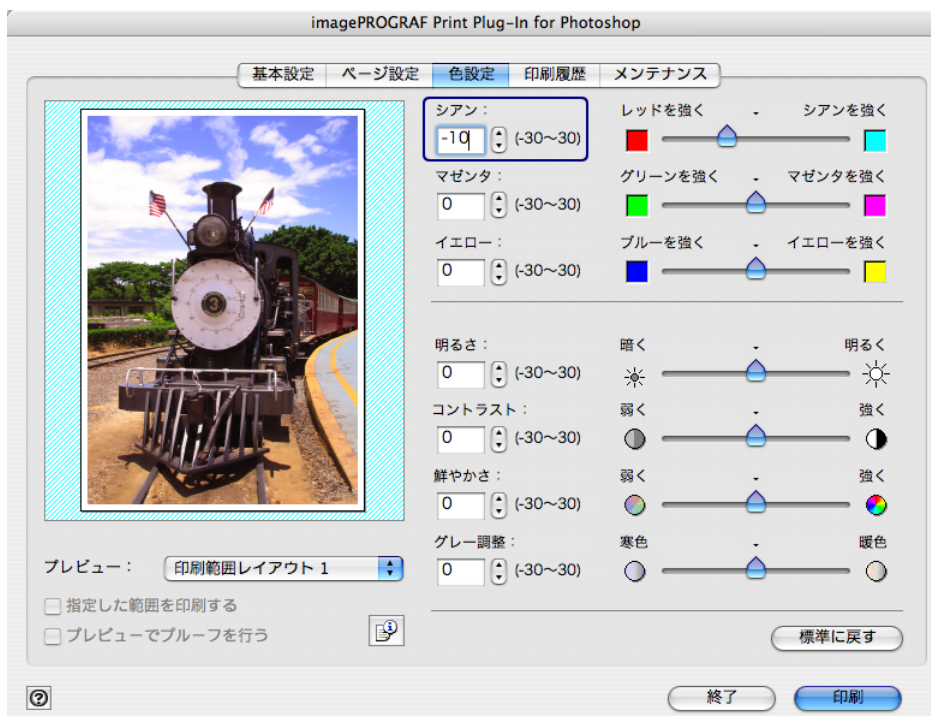 imagePROGRAF Print Plug-In for Photoshop
基本設定 ページ設定 色設定 印刷履歴 メンテナンス
シアン： レッドを強く - シアンを強く
-10 (-30〜30)
マゼンタ： グリーンを強く - マゼンタを強く
0 (-30〜30)
イエロー： ブルーを強く - イエローを強く
0 (-30〜30)
明るさ： 暗く - 明るく
0 (-30〜30)
コントラスト： 弱く - 強く
0 (-30〜30)
鮮やかさ： 弱く - 強く
0 (-30〜30)
グレー調整： 寒色 - 暖色
0 (-30〜30)
3
プレビュー： 印刷範囲レイアウト 1
指定した範囲を印刷する
プレビューでプルーフを行う
標準に戻す
? 終了 印刷